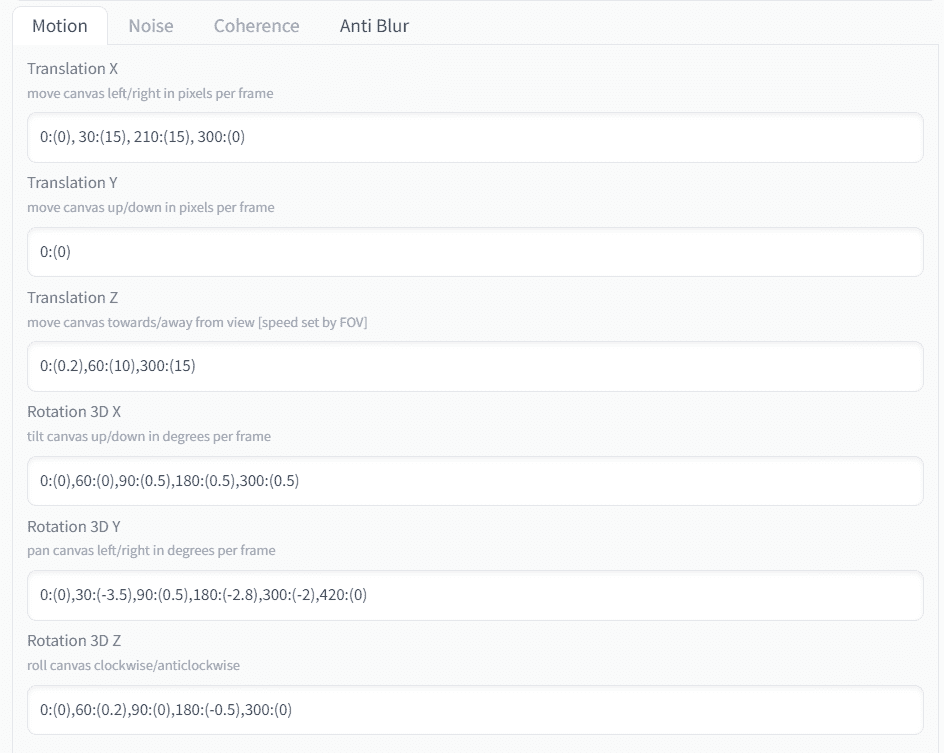 Motion Noise Coherence Anti Blur
Translation X
move canvas left/right in pixels per frame
0:(0), 30:(15), 210:(15), 300:(0)
Translation Y
move canvas up/down in pixels per frame
0:(0)
Translation Z
move canvas towards/away from view [speed set by FOV]
0:(0.2),60:(10),300:(15)
Rotation 3D X
tilt canvas up/down in degrees per frame
0:(0),60:(0),90:(0.5),180:(0.5),300:(0.5)
Rotation 3D Y
pan canvas left/right in degrees per frame
0:(0),30:(-3.5),90:(0.5),180:(-2.8),300:(-2),420:(0)
Rotation 3D Z
roll canvas clockwise/anticlockwise
0:(0),60:(0.2),90:(0),180:(-0.5),300:(0)